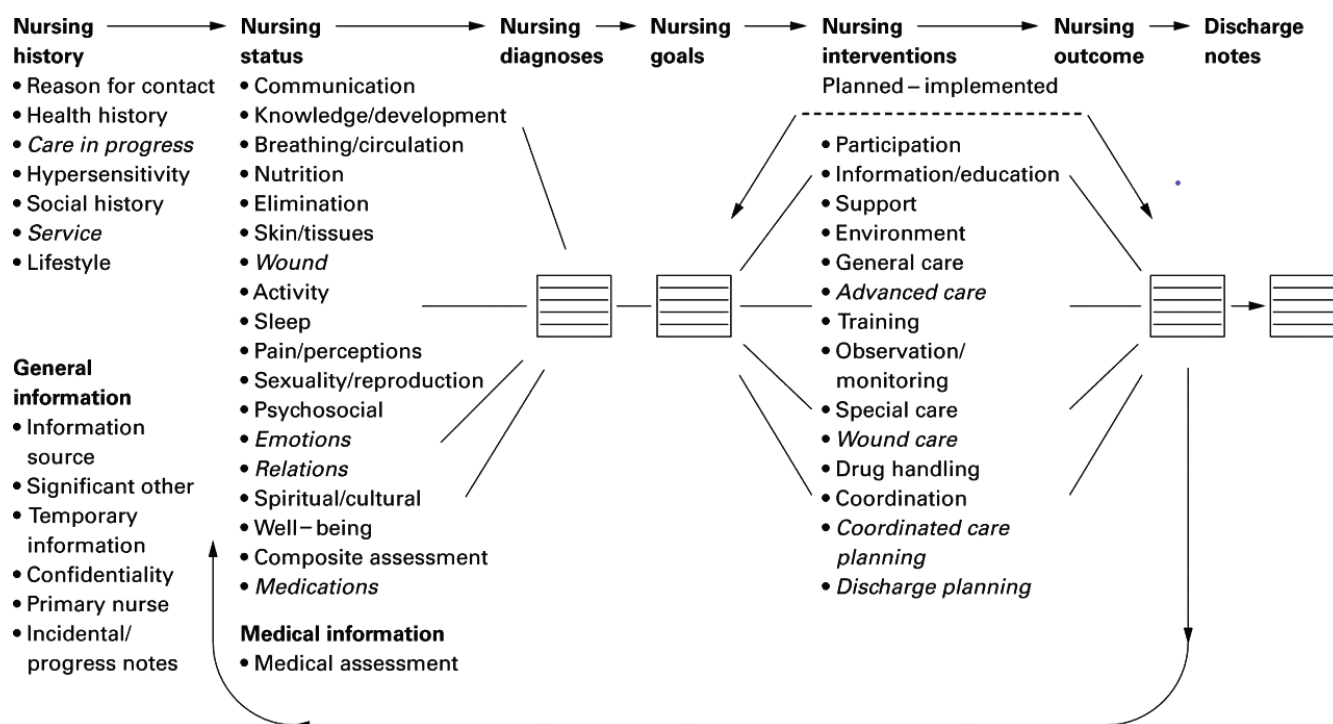 Nursing history
• Reason for contact
• Health history
• Care in progress
• Hypersensitivity
• Social history
• Service
• Lifestyle
General information
• Information source
• Significant other
• Temporary information
• Confidentiality
• Primary nurse
• Incidental/ progress notes
Nursing status
• Communication
• Knowledge/development
• Breathing/circulation
• Nutrition
• Elimination
• Skin/tissues
• Wound
• Activity
• Sleep
• Pain/perceptions
• Sexuality/reproduction
• Psychosocial
• Emotions
• Relations
• Spiritual/cultural
• Well–being
• Composite assessment
• Medications
Medical information
• Medical assessment
Nursing diagnoses
Nursing goals
Nursing interventions
Planned – implemented
• Participation
• Information/education
• Support
• Environment
• General care
• Advanced care
• Training
• Observation/ monitoring
• Special care
• Wound care
• Drug handling
• Coordination
• Coordinated care planning
• Discharge planning
Nursing outcome
Discharge notes